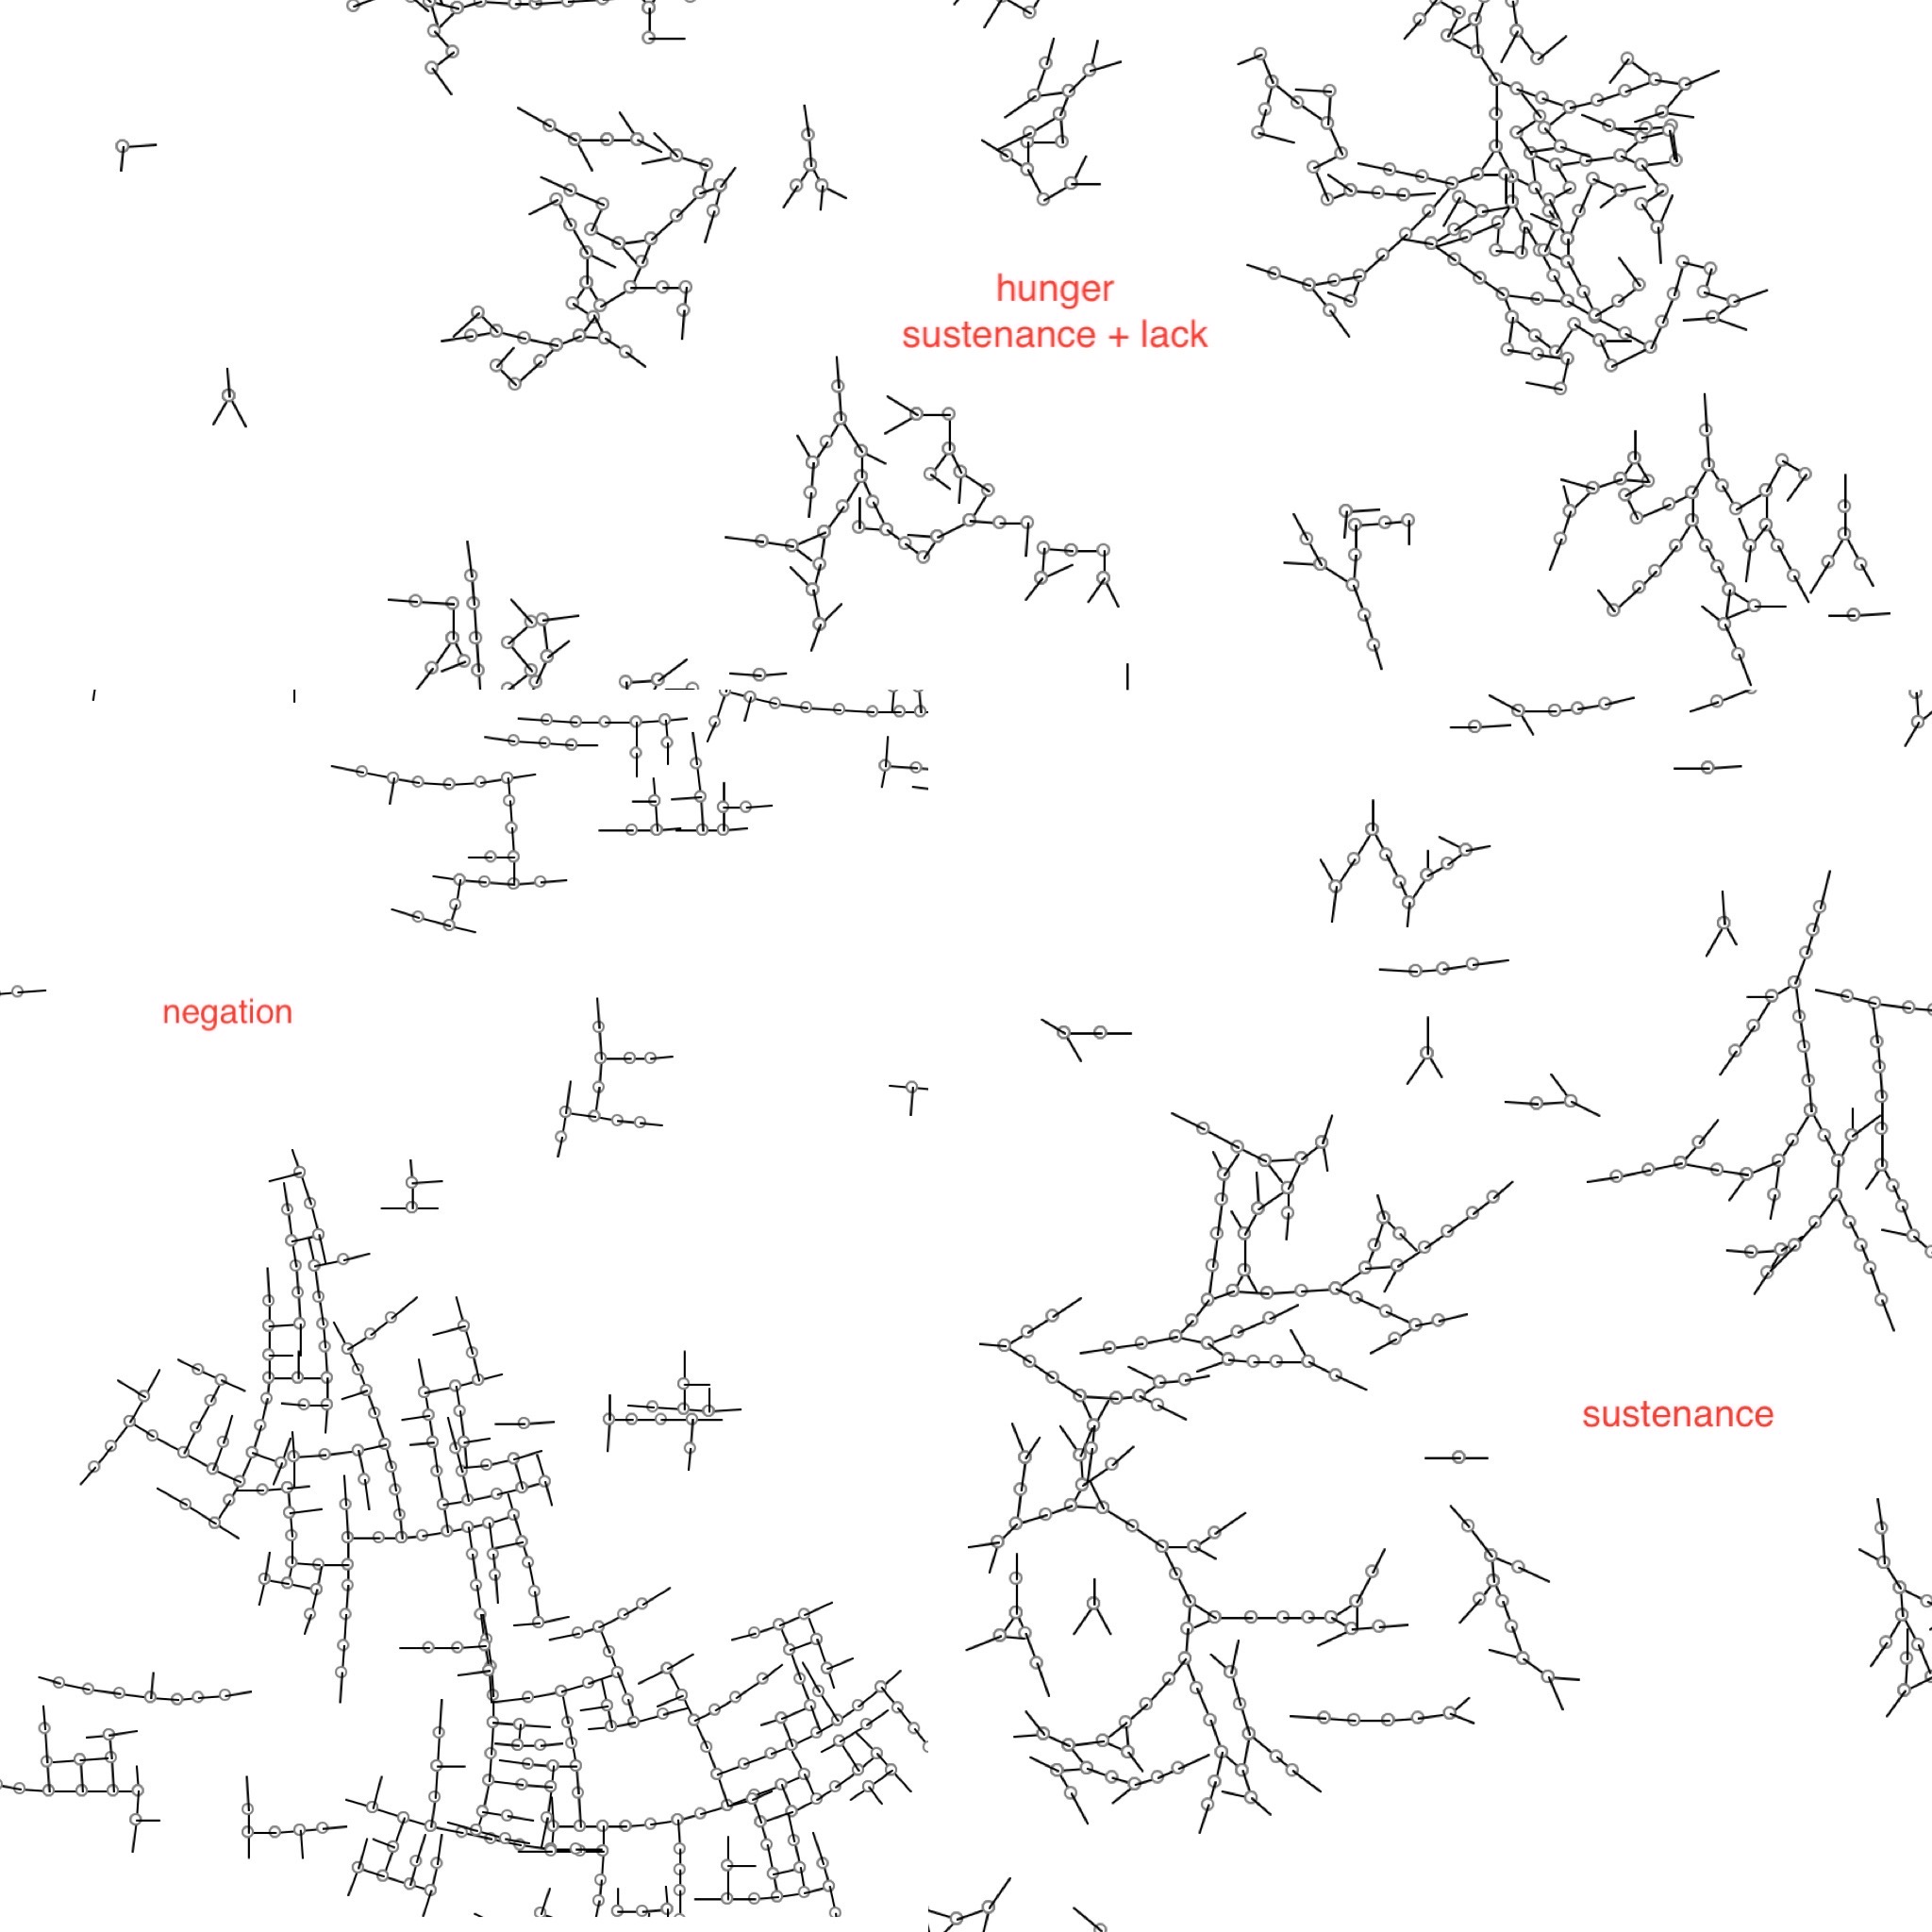 hunger
sustenance + lack
negation
sustenance